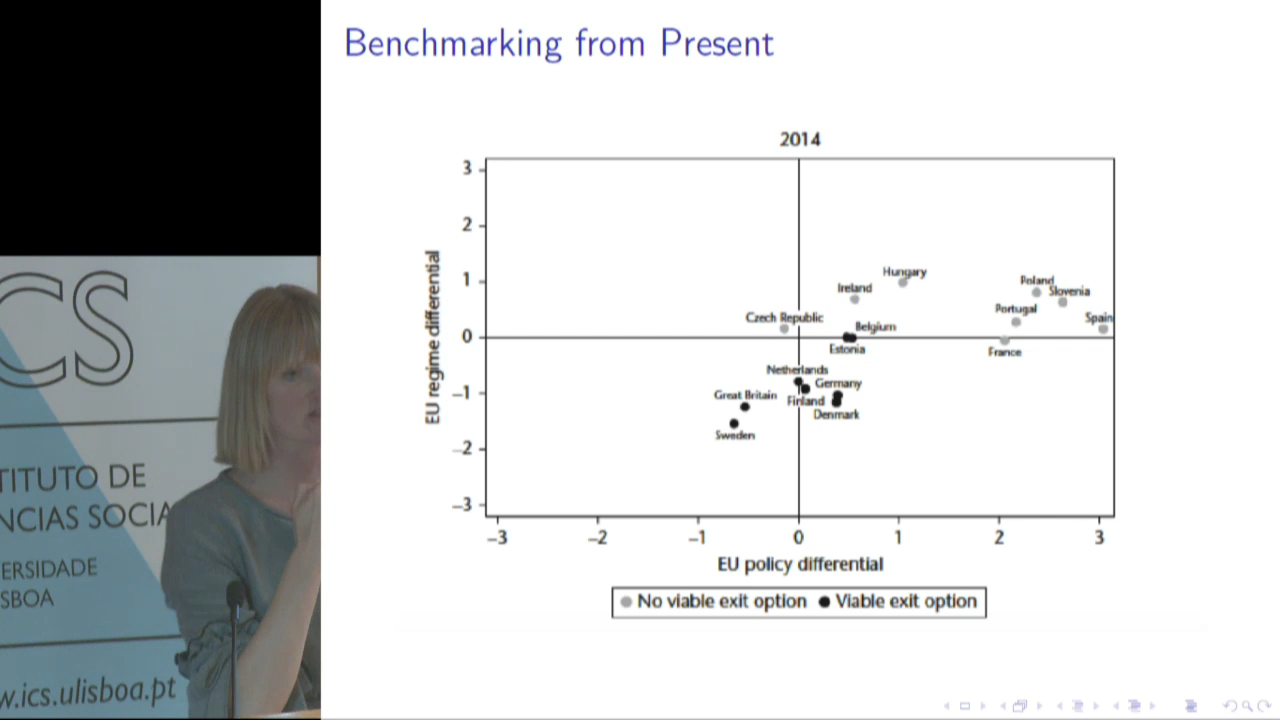 Benchmarking from Present
2014
EU regime differential
3
2
1
0
−1
−2
−3
Hungary
Ireland
Poland
Slovenia
Portugal
Spain
Czech Republic
Belgium
Estonia
France
Netherlands
Germany
Great Britain
Finland
Denmark
Sweden
−3
−2
−1
0
1
2
3
EU policy differential
No viable exit option
Viable exit option
CS
TITUTO DE
NCIAS SOCIA
ERSIDADE
SBOA
w.ics.ulisboa.pt